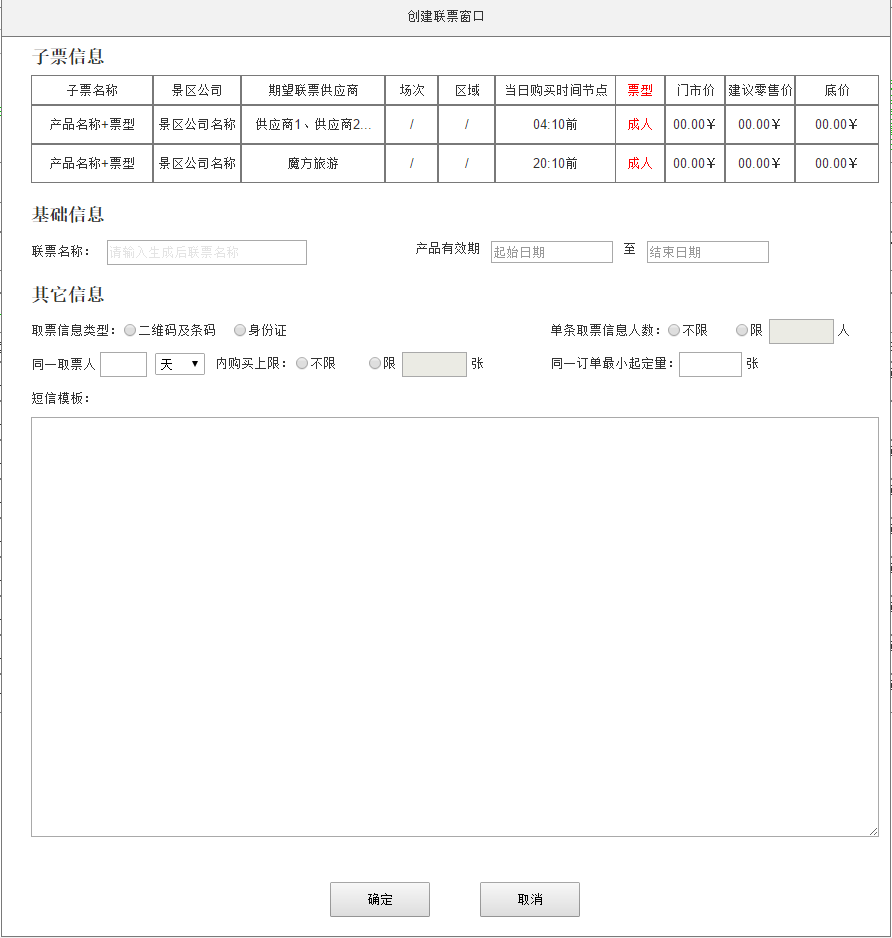 创建联票窗口
子票信息
子票名称 景区公司 期望联票供应商 场次 区域 当日购买时间节点 票型 门市价 建议零售价 底价
产品名称+票型 景区公司名称 供应商1、供应商2... / / 04:10前 成人 00.00￥ 00.00￥ 00.00￥
产品名称+票型 景区公司名称 魔方旅游 / / 20:10前 成人 00.00￥ 00.00￥ 00.00￥
基础信息
联票名称： 请输入生成后联票名称 产品有效期 起始日期 至 结束日期
其它信息
取票信息类型： 二维码及条码 身份证 单条取票信息人数： 不限 限 人
同一取票人 天 内购买上限： 不限 限 张 同一订单最小起定量： 张
短信模板：
确定 取消